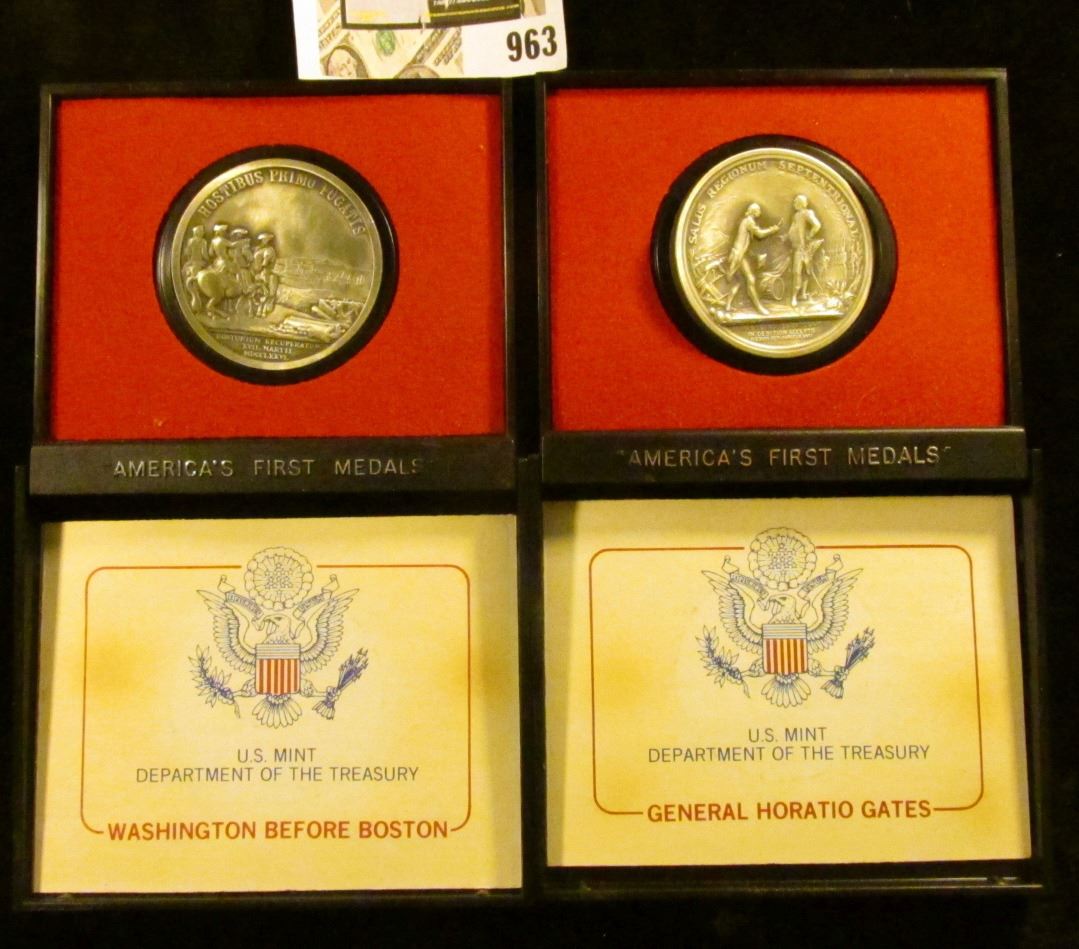 963
HOSTIBUS PRIMO FUGATIS
BOSTONIUM RECUPERATUM
XVII. MARTII
MDCCLXXVI.
SALUS REGIONUM SEPTENTRIONAL.
"AMERICA'S FIRST MEDALS"
"AMERICA'S FIRST MEDALS"
U.S. MINT
DEPARTMENT OF THE TREASURY
WASHINGTON BEFORE BOSTON
U.S. MINT
DEPARTMENT OF THE TREASURY
GENERAL HORATIO GATES